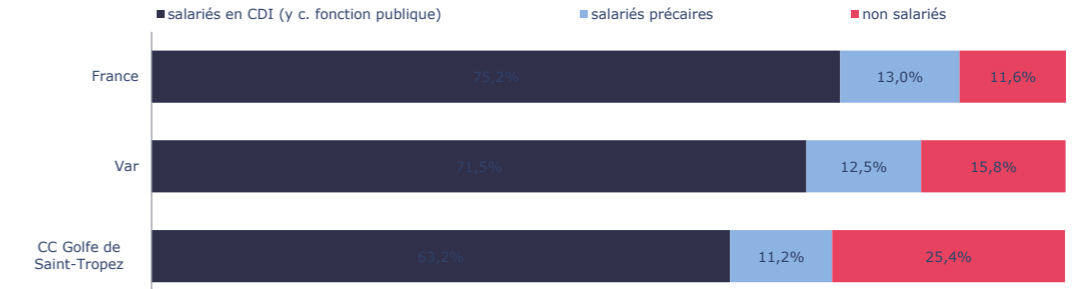 salariés en CDI (y c. fonction publique) salariés précaires non salariés
France 75,2% 13,0% 11,6%
Var 71,5% 12,5% 15,8%
CC Golfe de
Saint-Tropez 63,2% 11,2% 25,4%